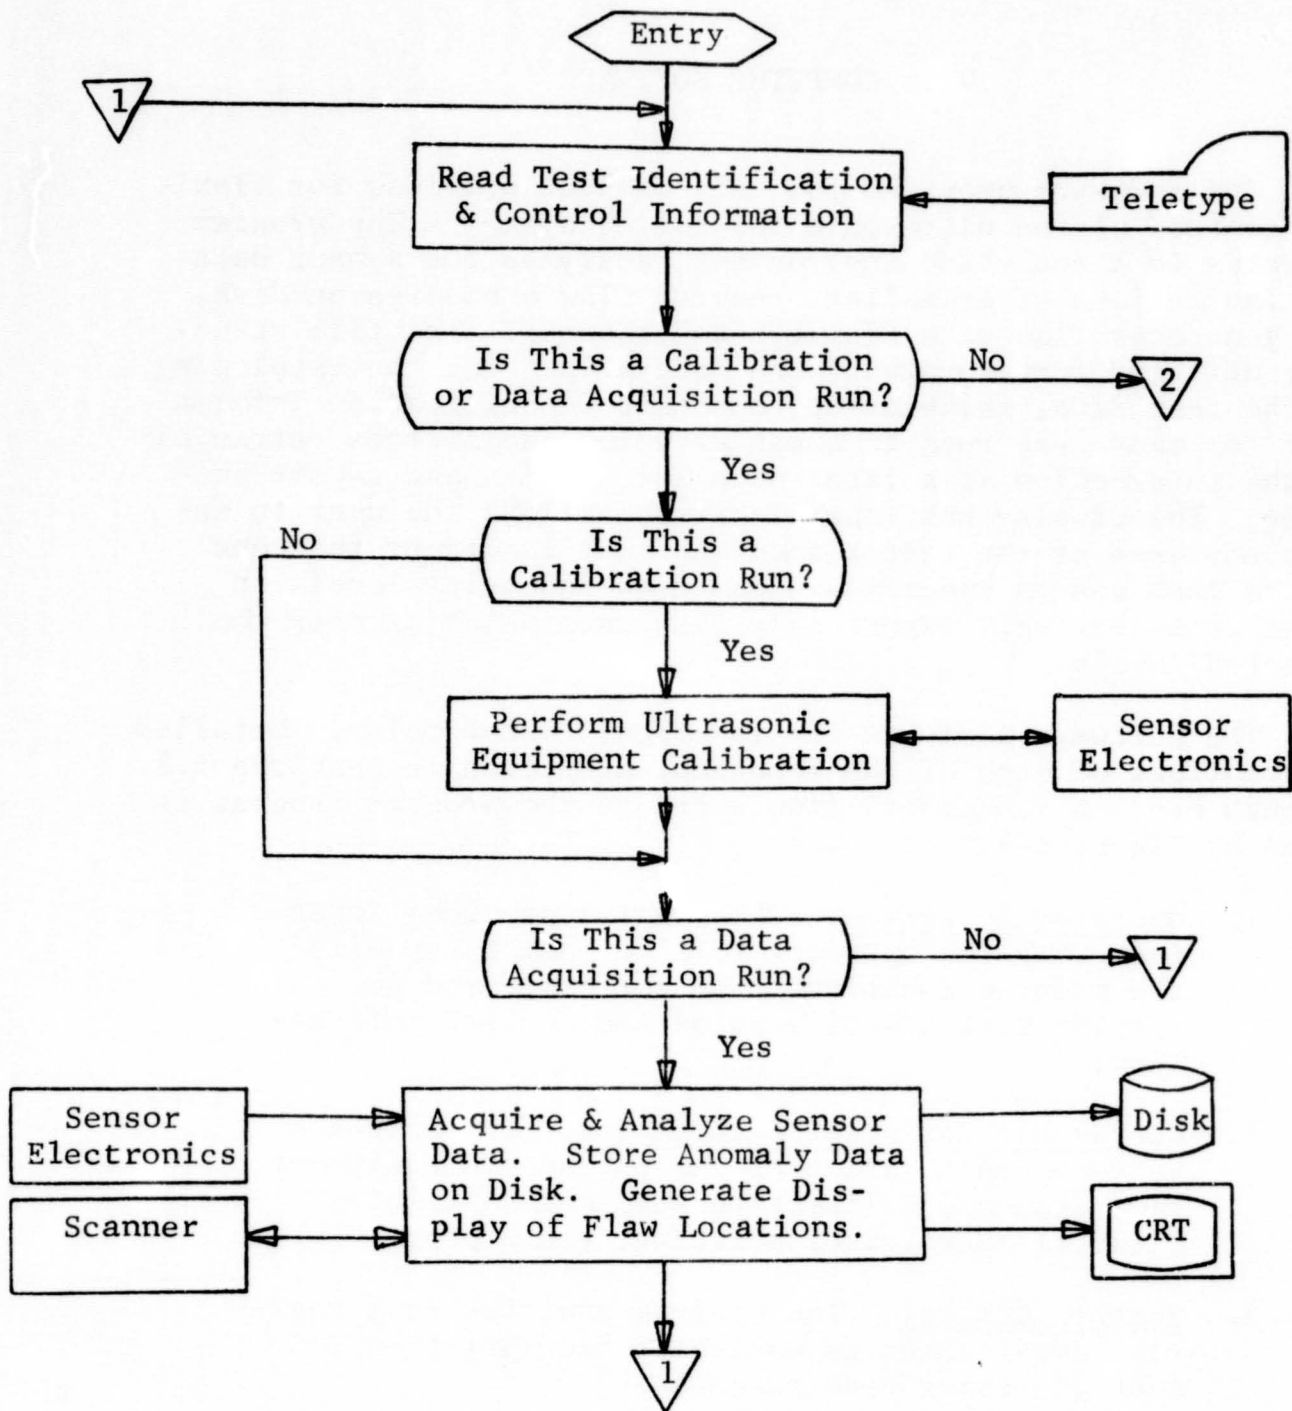 Entry
1
Read Test Identification
& Control Information
Teletype
Is This a Calibration
or Data Acquisition Run?
No
2
Yes
No
Is This a
Calibration Run?
Yes
Perform Ultrasonic
Equipment Calibration
Sensor
Electronics
Is This a Data
Acquisition Run?
No
1
Yes
Sensor
Electronics
Scanner
Acquire & Analyze Sensor
Data. Store Anomaly Data
on Disk. Generate Dis-
play of Flaw Locations.
Disk
CRT
1